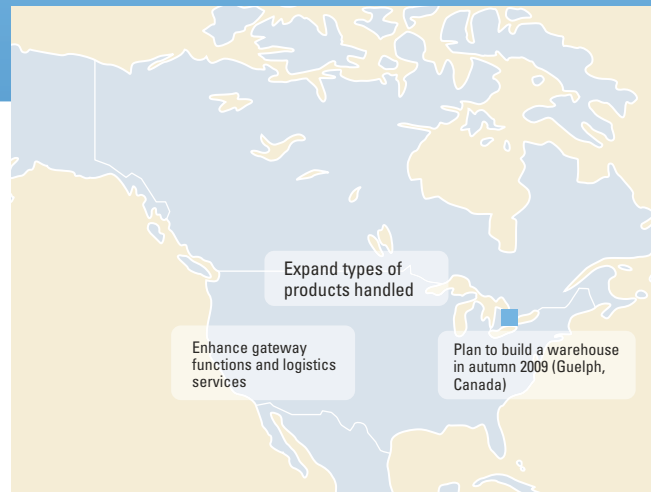 Expand types of
products handled
Enhance gateway
functions and logistics
services
Plan to build a warehouse
in autumn 2009 (Guelph,
Canada)